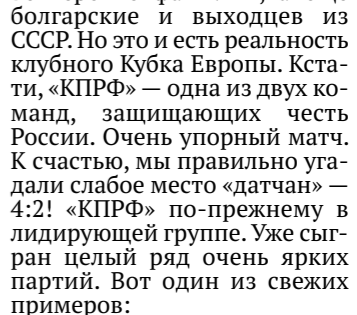 болгарские и выходцев из
СССР. Но это и есть реальность
клубного Кубка Европы. Кста-
ти, «КПРФ» — одна из двух ко-
манд, защищающих честь
России. Очень упорный матч.
К счастью, мы правильно уга-
дали слабое место «датчан» —
4:2! «КПРФ» по-прежнему в
лидирующей группе. Уже сыг-
ран целый ряд очень ярких
партий. Вот один из свежих
примеров: